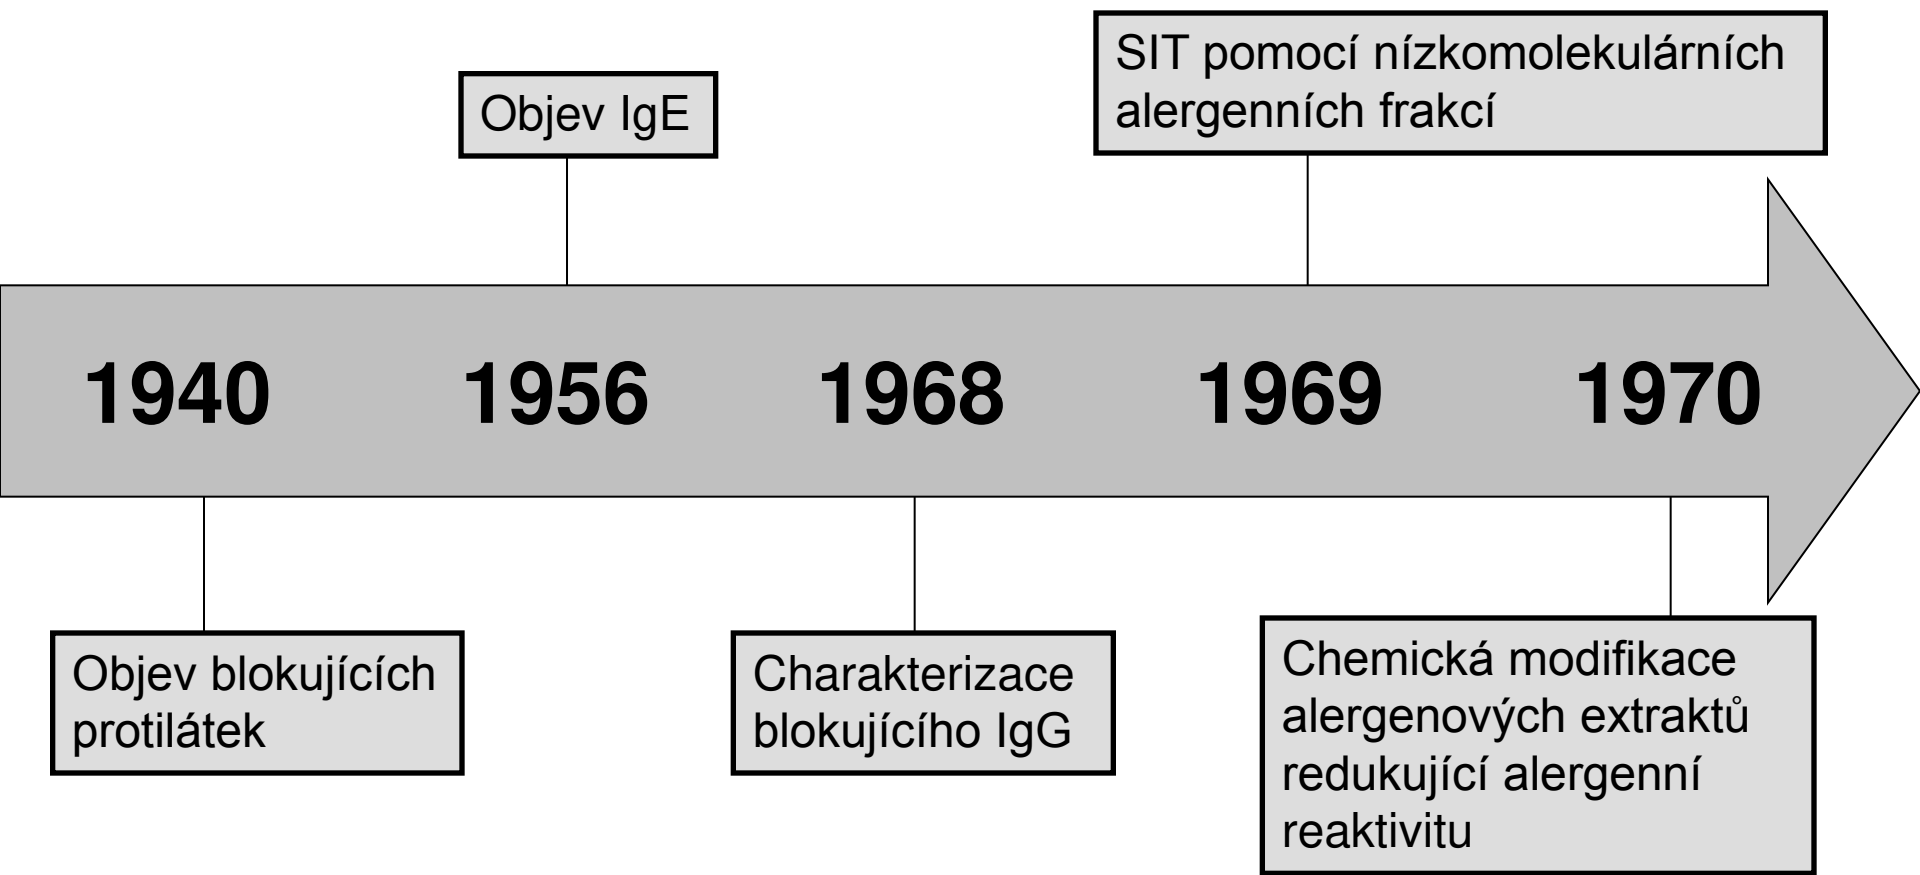 SIT pomocí nízkomolekulárních
alergenních frakcí
Objev IgE
1940 1956 1968 1969 1970
Objev blokujících
protilátek
Charakterizace
blokujícího IgG
Chemická modifikace
alergenových extraktů
redukující alergenní
reaktivitu